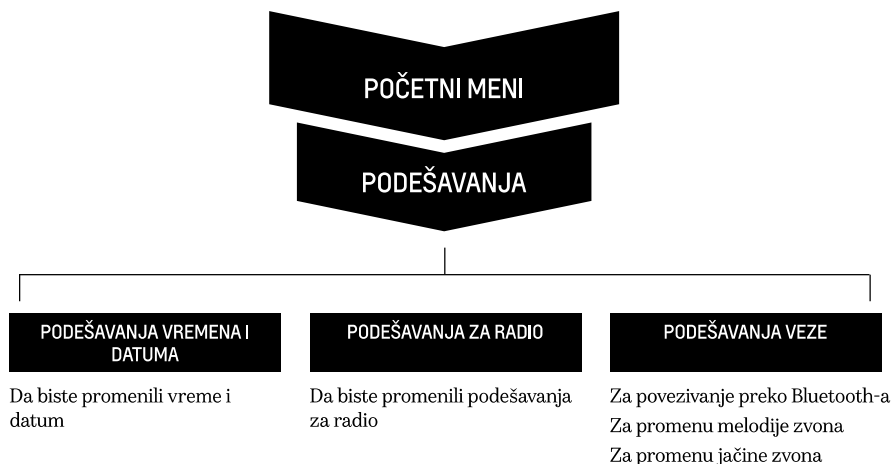 POČETNI MENI
PODEŠAVANJA
PODEŠAVANJA VREMENA I
DATUMA
Da biste promenili vreme i
datum
PODEŠAVANJA ZA RADIO
Da biste promenili podešavanja
za radio
PODEŠAVANJA VEZE
Za povezivanje preko Bluetooth-a
Za promenu melodije zvona
Za promenu jačine zvona